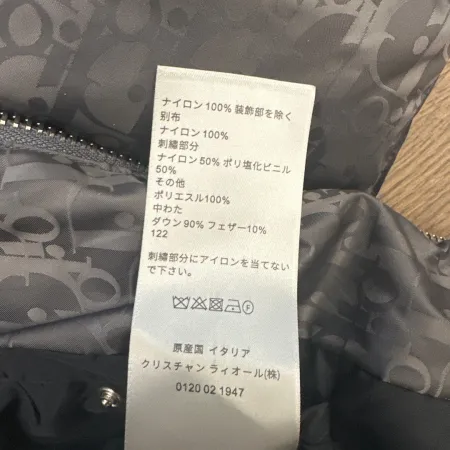 ナイロン100% 装飾部を除く
別布
ナイロン100%
刺繍部分
ナイロン50% ポリ塩化ビニル
50%
その他
ポリエスル100%
中わた
ダウン90% フェザー10%
122
刺繍部分にアイロンを当てない
で下さい。
原産国 イタリア
クリスチャン ライオール(株)
0120 02 1947